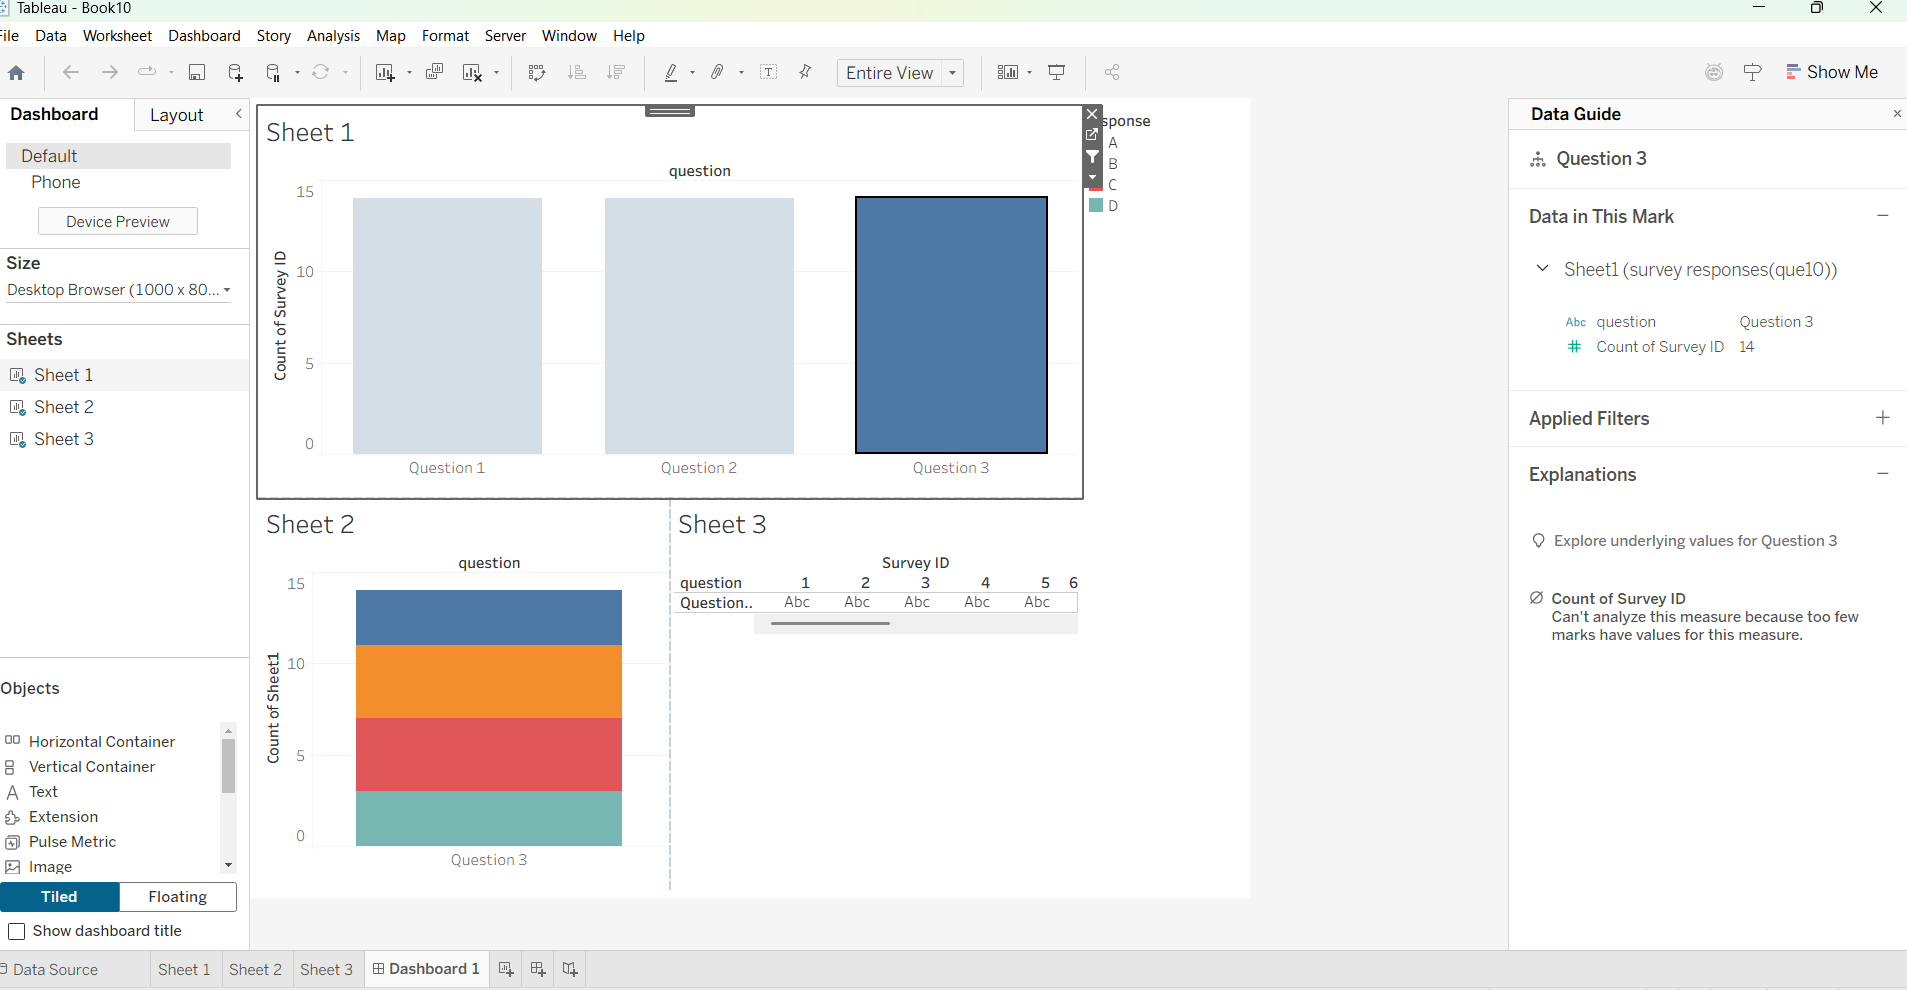 Tableau - Book10
File Data Worksheet Dashboard Story Analysis Map Format Server Window Help
Entire View
Show Me
Dashboard
Layout
Default
Phone
Device Preview
Size
Desktop Browser (1000 x 80...
Sheets
Sheet 1
Sheet 2
Sheet 3
Objects
Horizontal Container
Vertical Container
Text
Extension
Pulse Metric
Image
Tiled Floating
Show dashboard title
Sheet 1
question
Count of Survey ID
15
10
5
0
Question 1 Question 2 Question 3
sponse
A
B
C
D
Sheet 2
question
Count of Sheet1
15
10
5
0
Question 3
Sheet 3
Survey ID
question 1 2 3 4 5 6
Question.. Abc Abc Abc Abc Abc
Data Guide
Question 3
Data in This Mark
Sheet1 (survey responses(que10))
Abc question Question 3
# Count of Survey ID 14
Applied Filters
Explanations
Explore underlying values for Question 3
Count of Survey ID
Can't analyze this measure because too few
marks have values for this measure.
Data Source Sheet 1 Sheet 2 Sheet 3 Dashboard 1